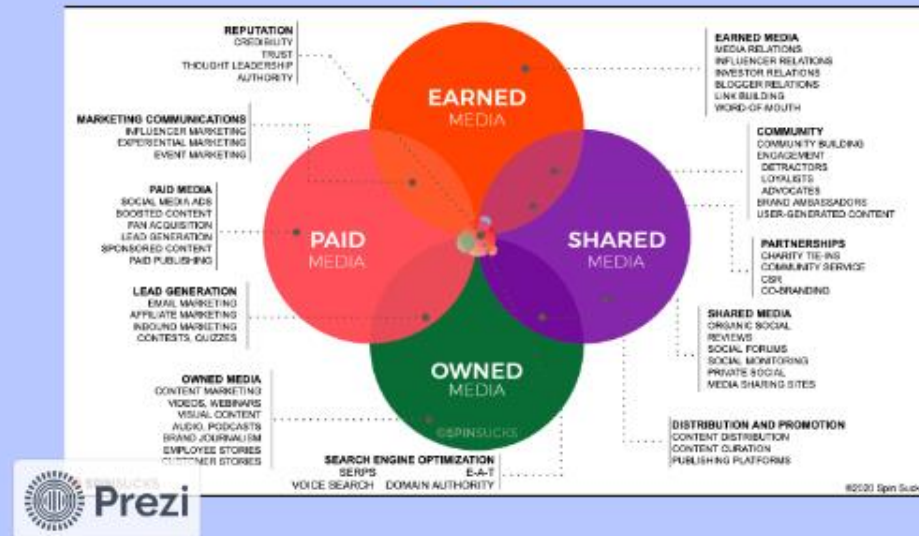 REPUTATION
CREDIBILITY
TRUST
THOUGHT LEADERSHIP
AUTHORITY
MARKETING COMMUNICATIONS
INFLUENCER MARKETING
EXPERIENTIAL MARKETING
EVENT MARKETING
PAID MEDIA
SOCIAL MEDIA ADS
BOOSTED CONTENT
FAN ACQUISITION
LEAD GENERATION
SPONSORED CONTENT
PAID PUBLISHING
LEAD GENERATION
EMAIL MARKETING
AFFILIATE MARKETING
INBOUND MARKETING
CONTESTS, QUIZZES
OWNED MEDIA
CONTENT MARKETING
VIDEOS, WEBINARS
VISUAL CONTENT
AUDIO, PODCASTS
BRAND JOURNALISM
EMPLOYEE STORIES
CUSTOMER STORIES
EARNED
MEDIA
PAID
MEDIA
SHARED
MEDIA
OWNED
MEDIA
©SPINSUCKS
SEARCH ENGINE OPTIMIZATION
SERPS E-A-T
VOICE SEARCH DOMAIN AUTHORITY
EARNED MEDIA
MEDIA RELATIONS
INFLUENCER RELATIONS
INVESTOR RELATIONS
BLOGGER RELATIONS
LINK BUILDING
WORD-OF-MOUTH
COMMUNITY
COMMUNITY BUILDING
ENGAGEMENT
DETRACTORS
LOYALISTS
ADVOCATES
BRAND AMBASSADORS
USER-GENERATED CONTENT
PARTNERSHIPS
CHARITY TIE-INS
COMMUNITY SERVICE
CSR
CO-BRANDING
SHARED MEDIA
ORGANIC SOCIAL
REVIEWS
SOCIAL FORUMS
SOCIAL MONITORING
PRIVATE SOCIAL
MEDIA SHARING SITES
DISTRIBUTION AND PROMOTION
CONTENT DISTRIBUTION
CONTENT CURATION
PUBLISHING PLATFORMS
©2020 Spin
Prezi